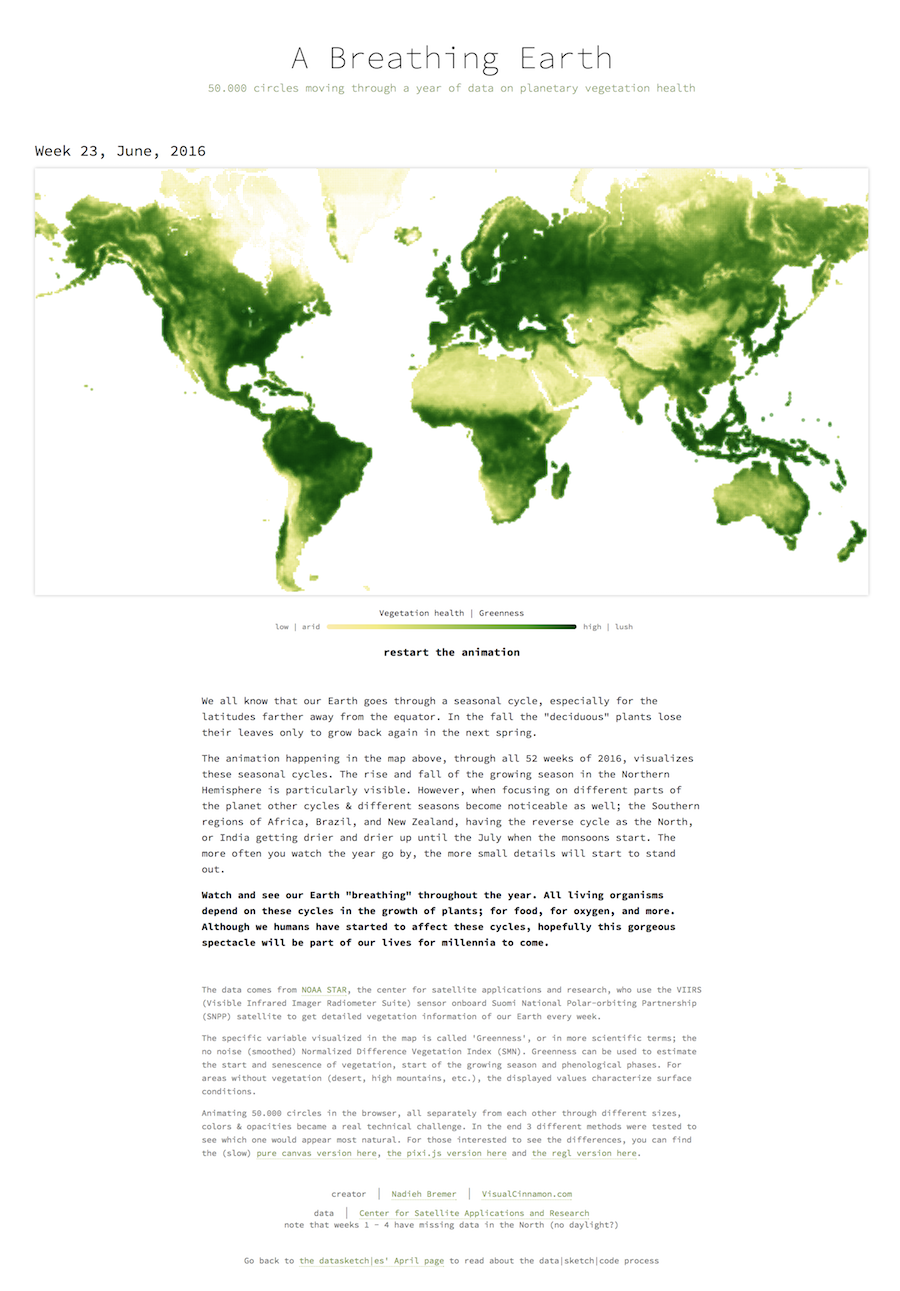 A Breathing Earth
50.000 circles moving through a year of data on planetary vegetation health
Week 23, June, 2016
Vegetation health | Greenness
low | arid
high | lush
restart the animation
We all know that our Earth goes through a seasonal cycle, especially for the
latitudes farther away from the equator. In the fall the "deciduous" plants lose
their leaves only to grow back again in the next spring.
The animation happening in the map above, through all 52 weeks of 2016, visualizes
these seasonal cycles. The rise and fall of the growing season in the Northern
Hemisphere is particularly visible. However, when focusing on different parts of
the planet other cycles & different seasons become noticeable as well; the Southern
regions of Africa, Brazil, and New Zealand, having the reverse cycle as the North,
or India getting drier and drier up until the July when the monsoons start. The
more often you watch the year go by, the more small details will start to stand
out.
Watch and see our Earth "breathing" throughout the year. All living organisms
depend on these cycles in the growth of plants; for food, for oxygen, and more.
Although we humans have started to affect these cycles, hopefully this gorgeous
spectacle will be part of our lives for millennia to come.
The data comes from NOAA STAR, the center for satellite applications and research, who use the VIIRS
(Visible Infrared Imager Radiometer Suite) sensor onboard Suomi National Polar-orbiting Partnership
(SNPP) satellite to get detailed vegetation information of our Earth every week.
The specific variable visualized in the map is called 'Greenness', or in more scientific terms; the
no noise (smoothed) Normalized Difference Vegetation Index (SMN). Greenness can be used to estimate
the start and senescence of vegetation, start of the growing season and phenological phases. For
areas without vegetation (desert, high mountains, etc.), the displayed values characterize surface
conditions.
Animating 50.000 circles in the browser, all separately from each other through different sizes,
colors & opacities became a real technical challenge. In the end 3 different methods were tested to
see which one would appear most natural. For those interested to see the differences, you can find
the (slow) pure canvas version here, the pixi.js version here and the regl version here.
creator | Nadieh Bremer | VisualCinnamon.com
data | Center for Satellite Applications and Research
note that weeks 1 - 4 have missing data in the North (no daylight?)
Go back to the datasketch|es' April page to read about the data|sketch|code process